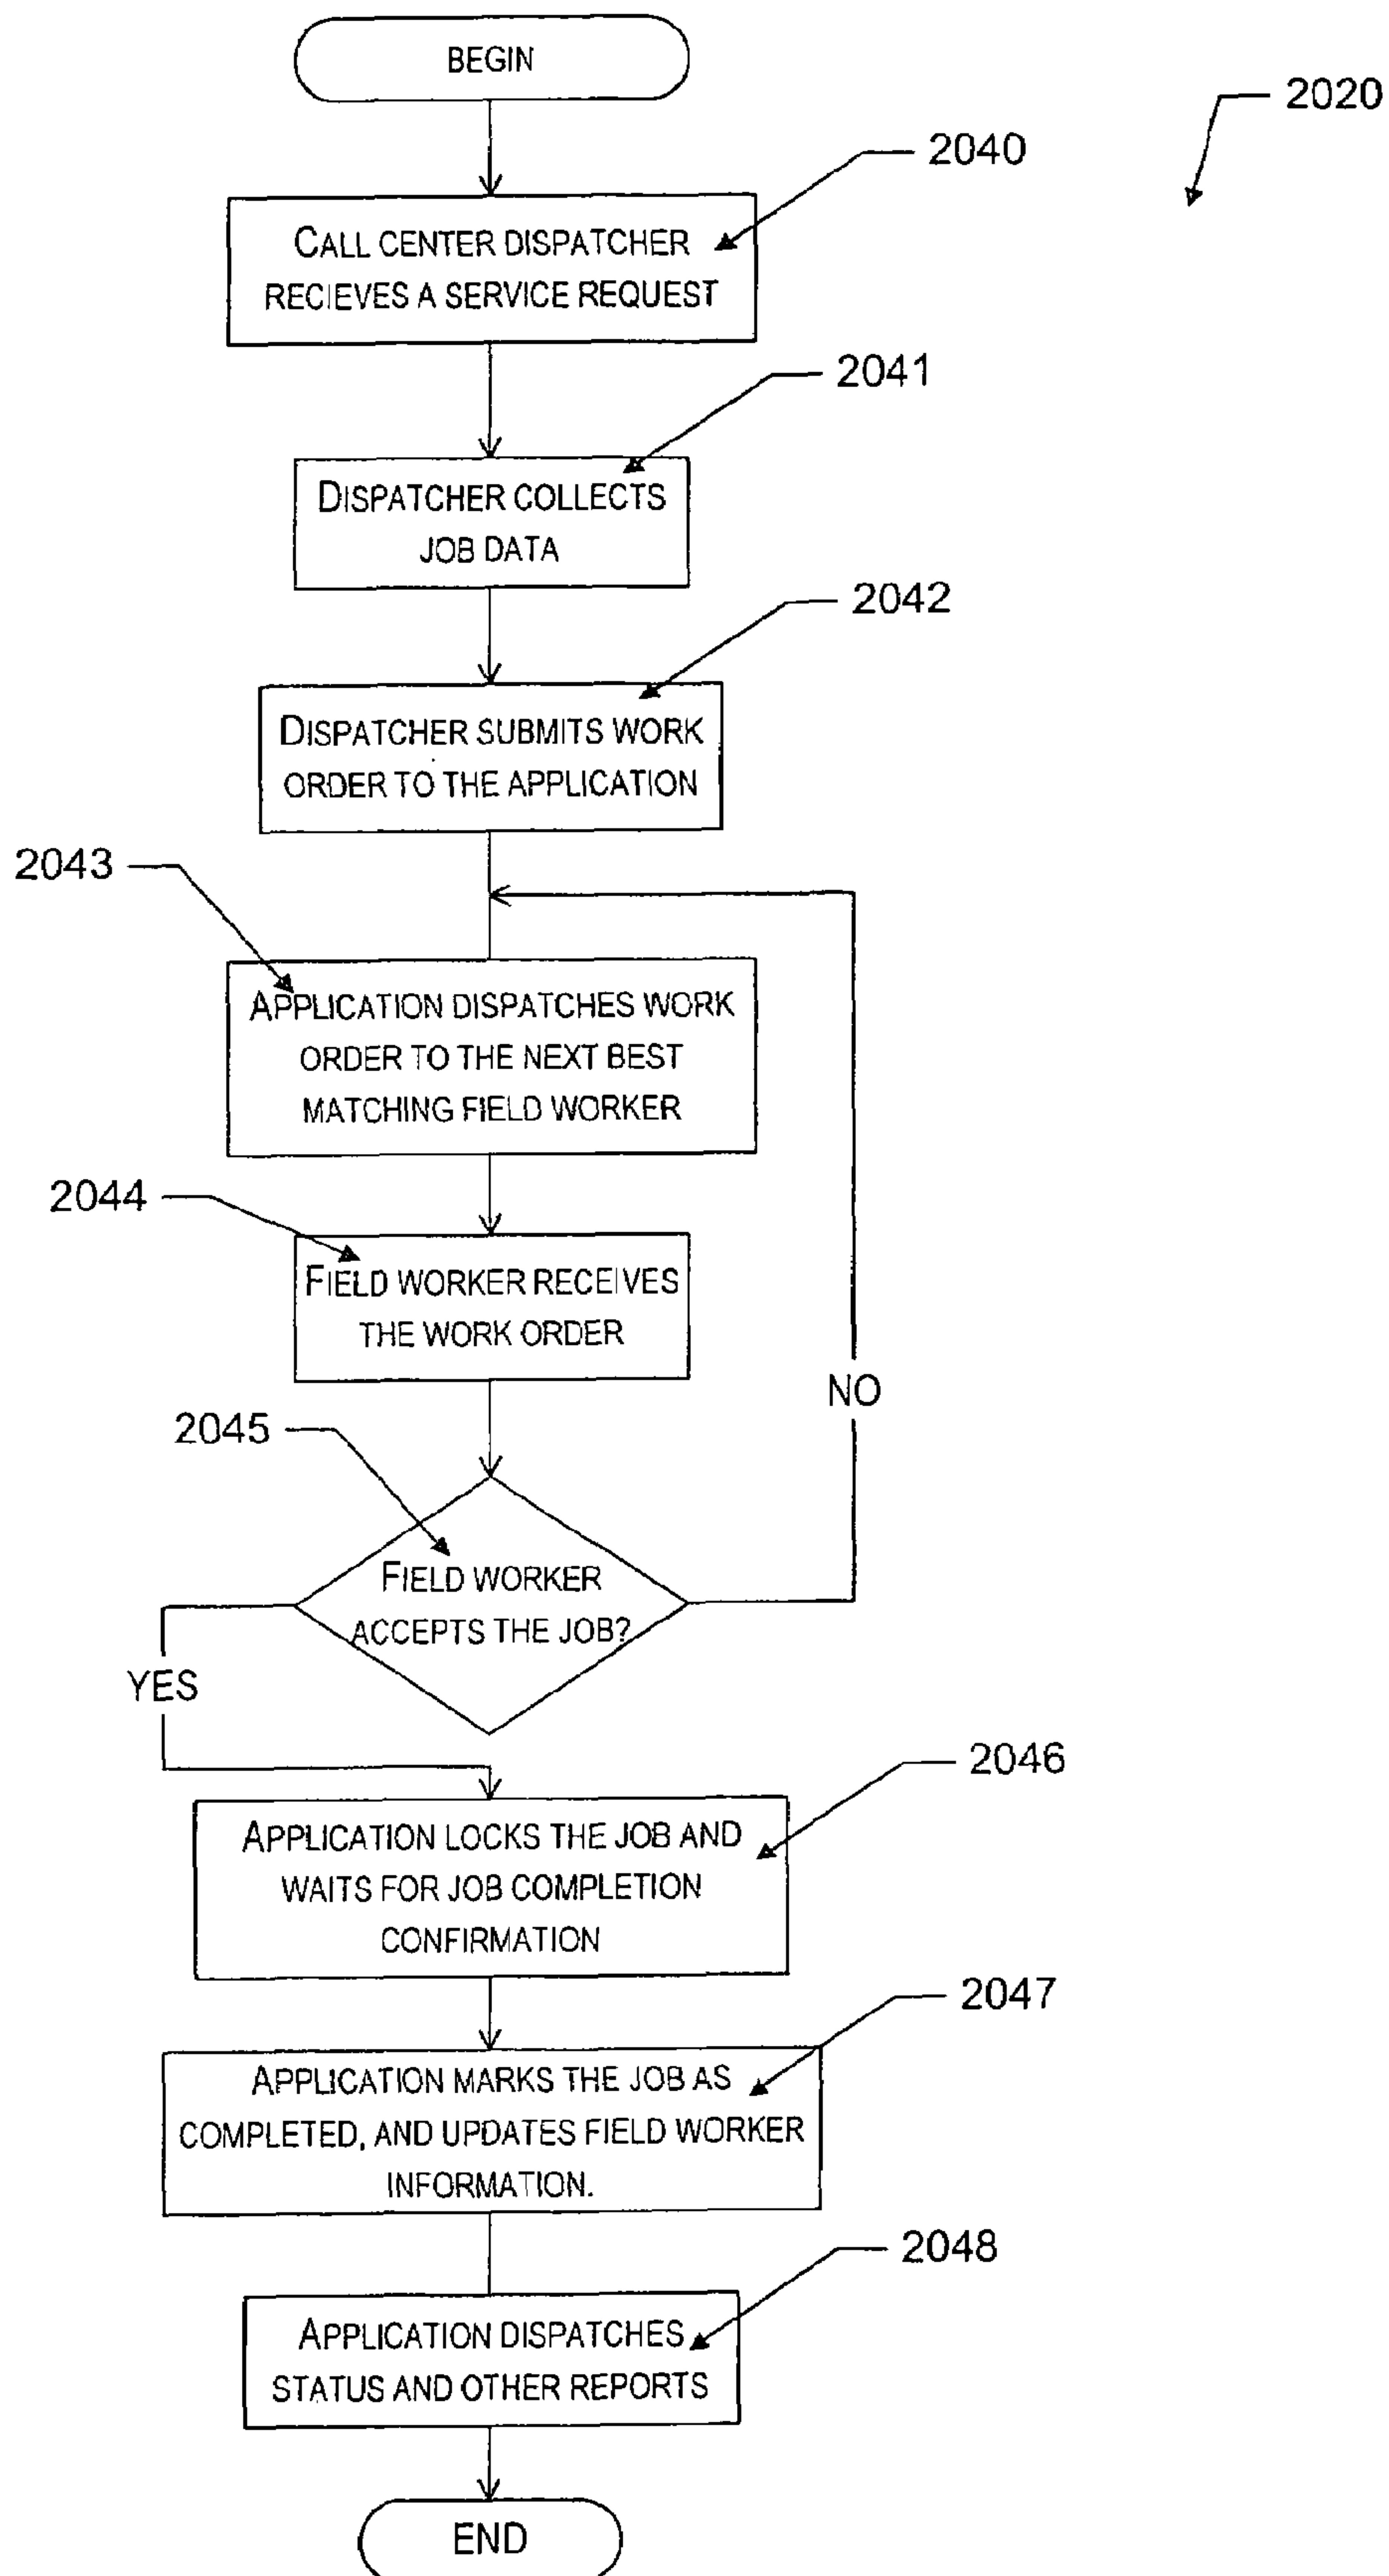 BEGIN
2020
2040
CALL CENTER DISPATCHER
RECIEVES A SERVICE REQUEST
2041
DISPATCHER COLLECTS
JOB DATA
2042
DISPATCHER SUBMITS WORK
ORDER TO THE APPLICATION
2043
APPLICATION DISPATCHES WORK
ORDER TO THE NEXT BEST
MATCHING FIELD WORKER
2044
FIELD WORKER RECEIVES
THE WORK ORDER
NO
2045
FIELD WORKER
ACCEPTS THE JOB?
YES
2046
APPLICATION LOCKS THE JOB AND
WAITS FOR JOB COMPLETION
CONFIRMATION
2047
APPLICATION MARKS THE JOB AS
COMPLETED, AND UPDATES FIELD WORKER
INFORMATION.
2048
APPLICATION DISPATCHES
STATUS AND OTHER REPORTS
END